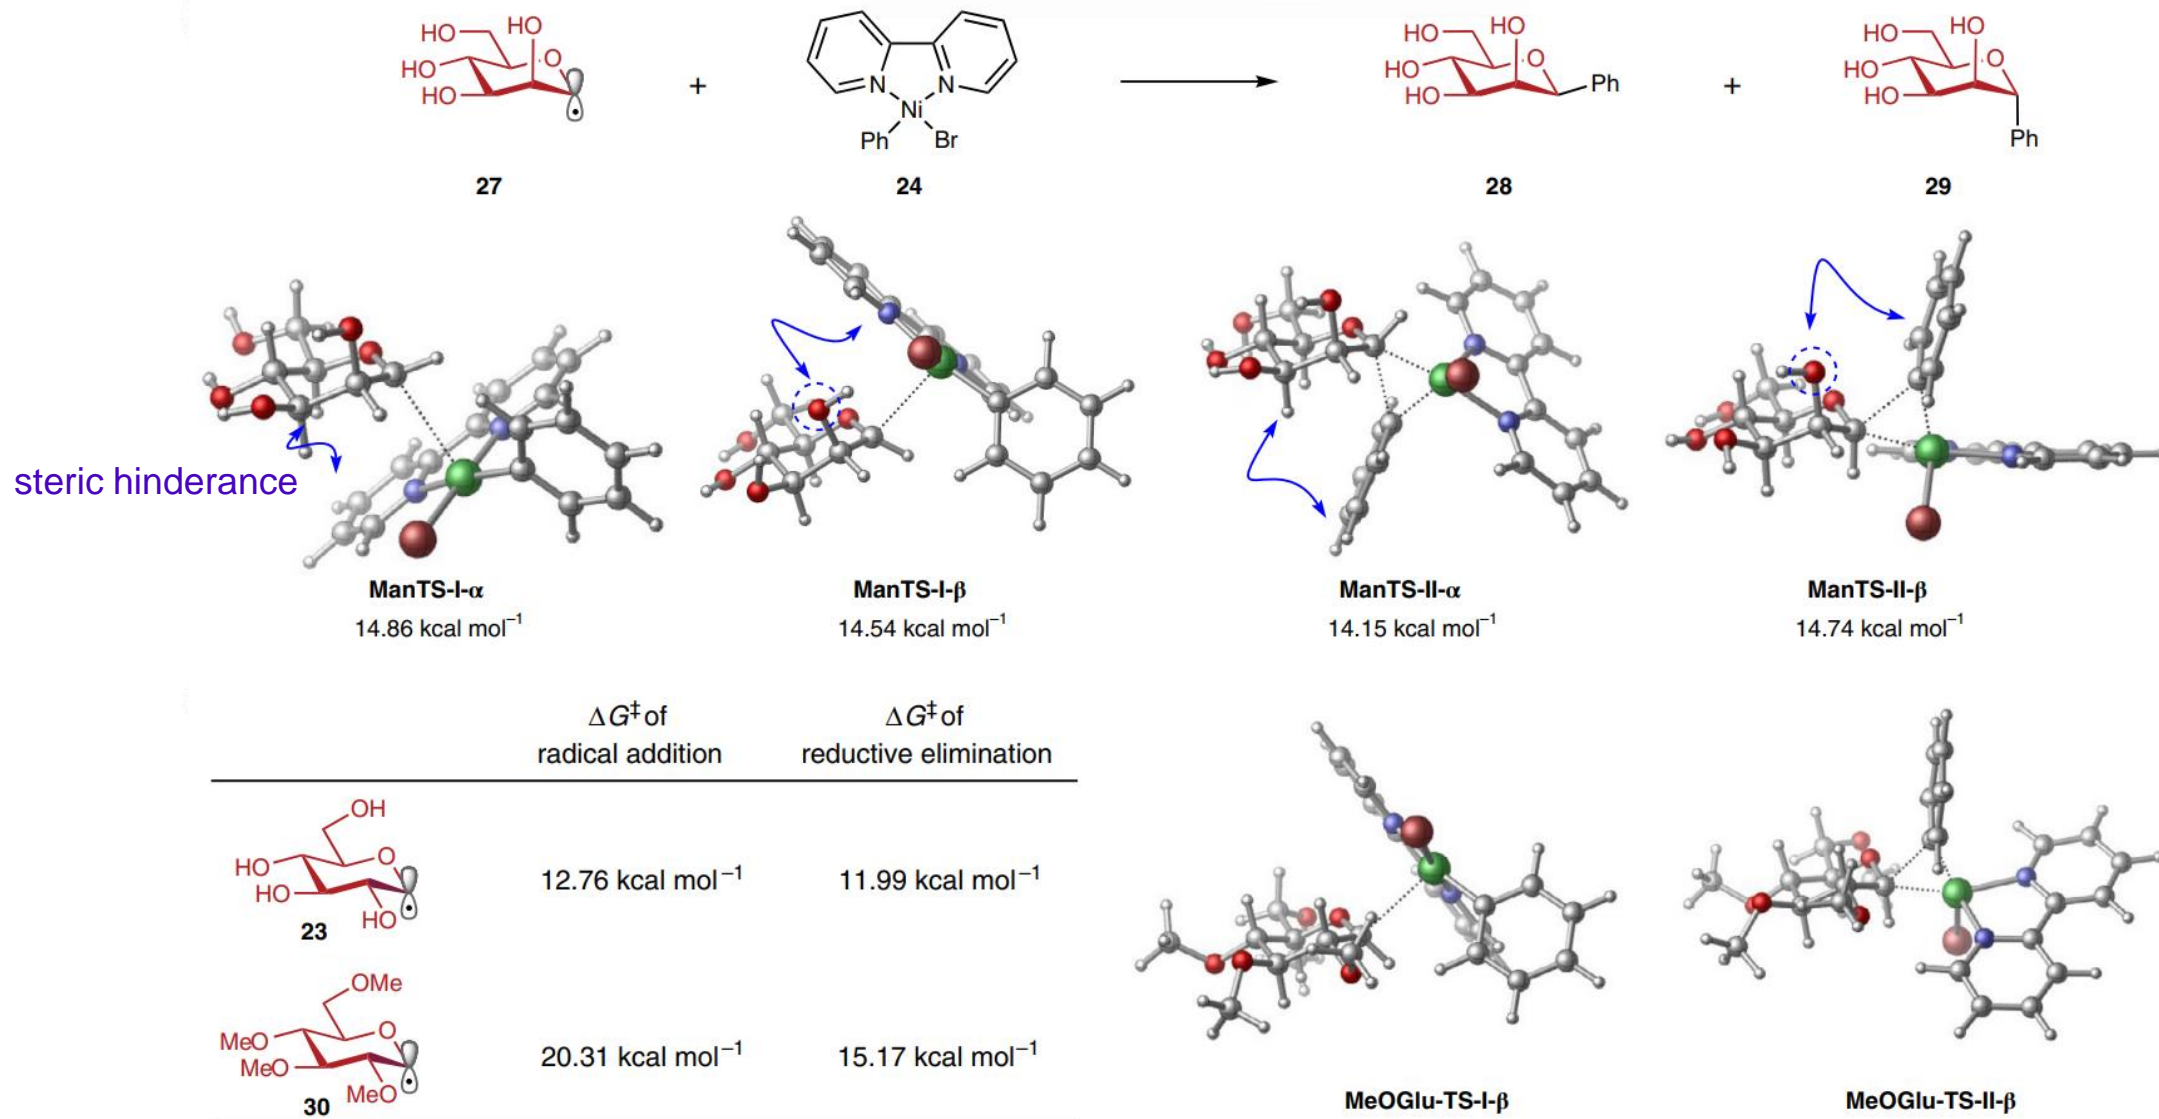 HO
HO
O
HO
HO
27
+
N
N
Ni
Ph
Br
24
HO
HO
O
HO
HO
Ph
28
+
HO
HO
O
HO
HO
Ph
29
steric hinderance
ManTS-I-α
14.86 kcal mol⁻¹
ManTS-I-β
14.54 kcal mol⁻¹
ManTS-II-α
14.15 kcal mol⁻¹
ManTS-II-β
14.74 kcal mol⁻¹
ΔG‡ of
radical addition
ΔG‡ of
reductive elimination
OH
O
HO
HO
HO
23
12.76 kcal mol⁻¹
11.99 kcal mol⁻¹
OMe
O
MeO
MeO
MeO
30
20.31 kcal mol⁻¹
15.17 kcal mol⁻¹
MeOGlu-TS-I-β
MeOGlu-TS-II-β